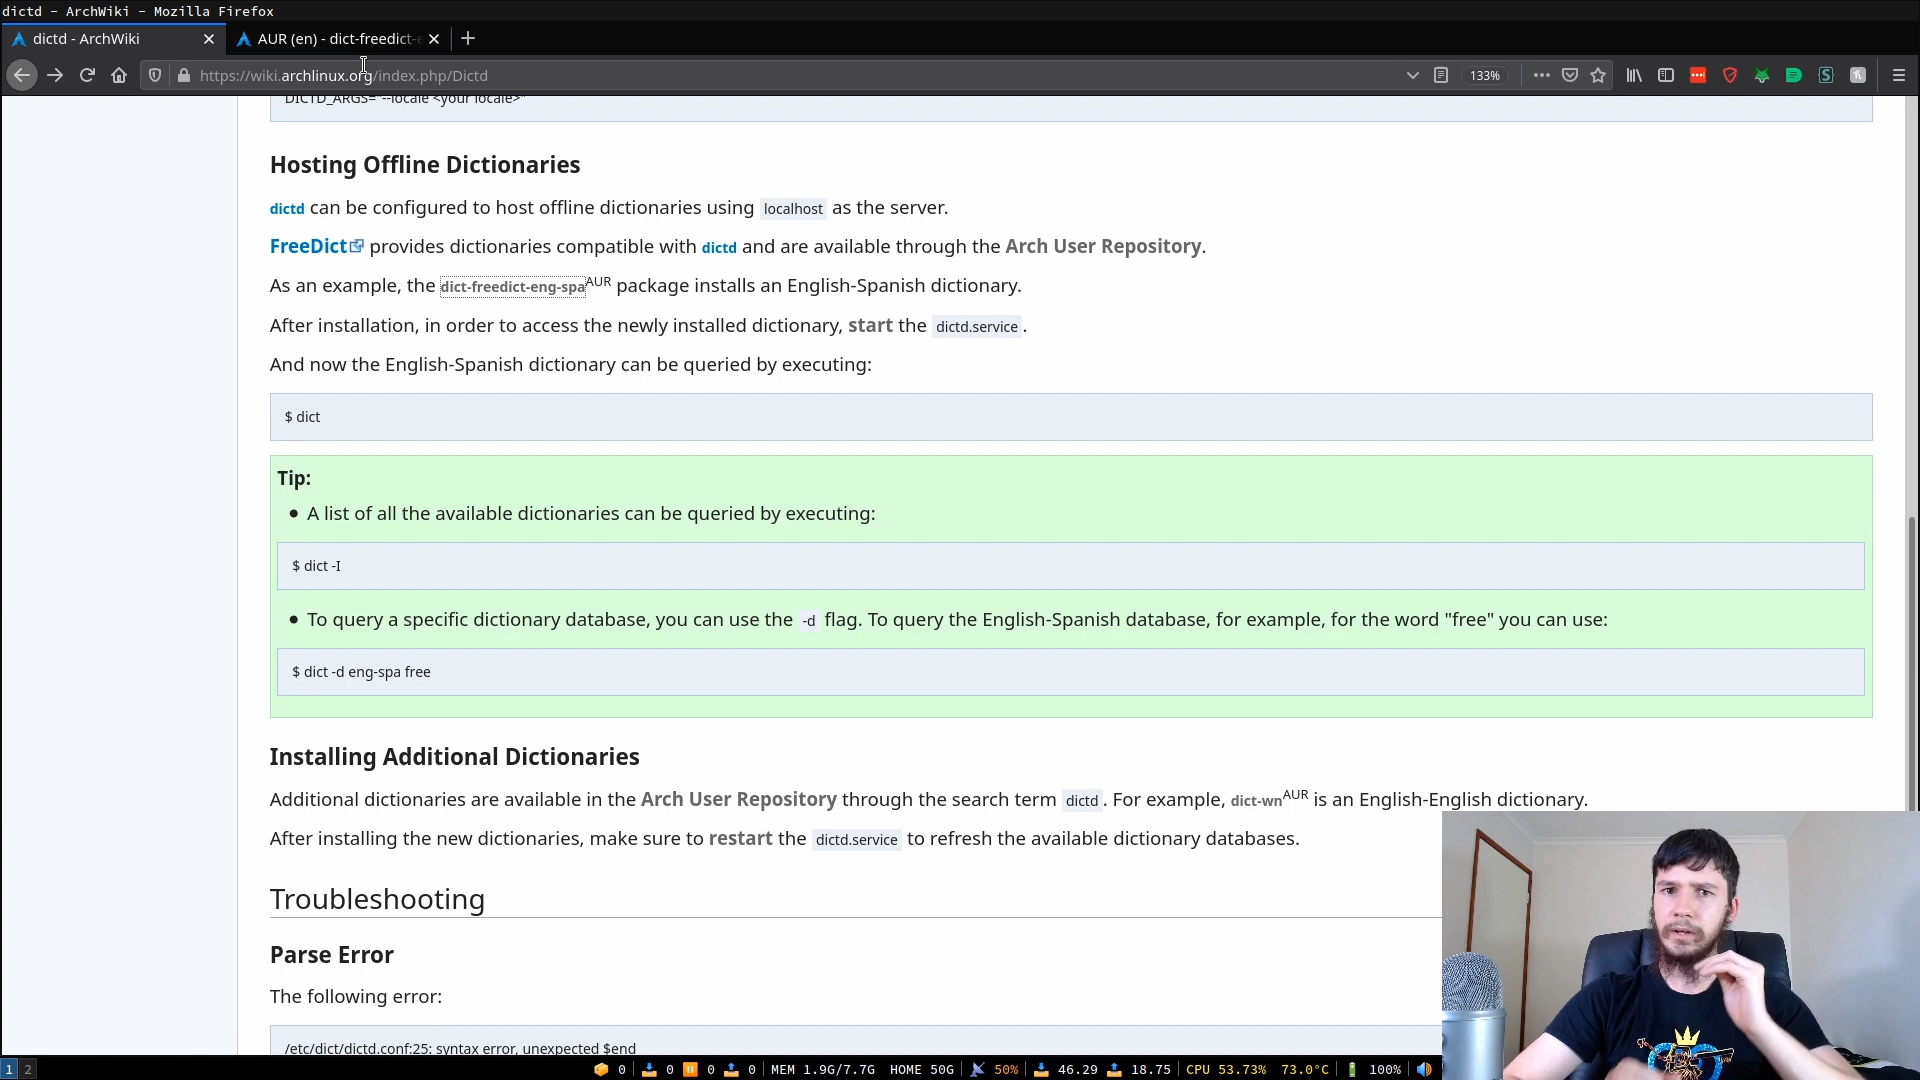 dictd - ArchWiki - Mozilla Firefox
dictd - ArchWiki
AUR (en) - dict-freedict-
https://wiki.archlinux.org/index.php/Dictd
133%
DICTD_ARGS="--locale <your locale>"
Hosting Offline Dictionaries
dictd can be configured to host offline dictionaries using localhost as the server.
FreeDict provides dictionaries compatible with dictd and are available through the Arch User Repository.
As an example, the dict-freedict-eng-spaAUR package installs an English-Spanish dictionary.
After installation, in order to access the newly installed dictionary, start the dictd.service.
And now the English-Spanish dictionary can be queried by executing:
$ dict
Tip:
• A list of all the available dictionaries can be queried by executing:
$ dict -I
• To query a specific dictionary database, you can use the -d flag. To query the English-Spanish database, for example, for the word "free" you can use:
$ dict -d eng-spa free
Installing Additional Dictionaries
Additional dictionaries are available in the Arch User Repository through the search term dictd. For example, dict-wnAUR is an English-English dictionary.
After installing the new dictionaries, make sure to restart the dictd.service to refresh the available dictionary databases.
Troubleshooting
Parse Error
The following error:
/etc/dict/dictd.conf:25: syntax error, unexpected $end
1 2 0 0 0 0 MEM 1.9G/7.7G HOME 50G 50% 46.29 18.75 CPU 53.73% 73.0°C 100%